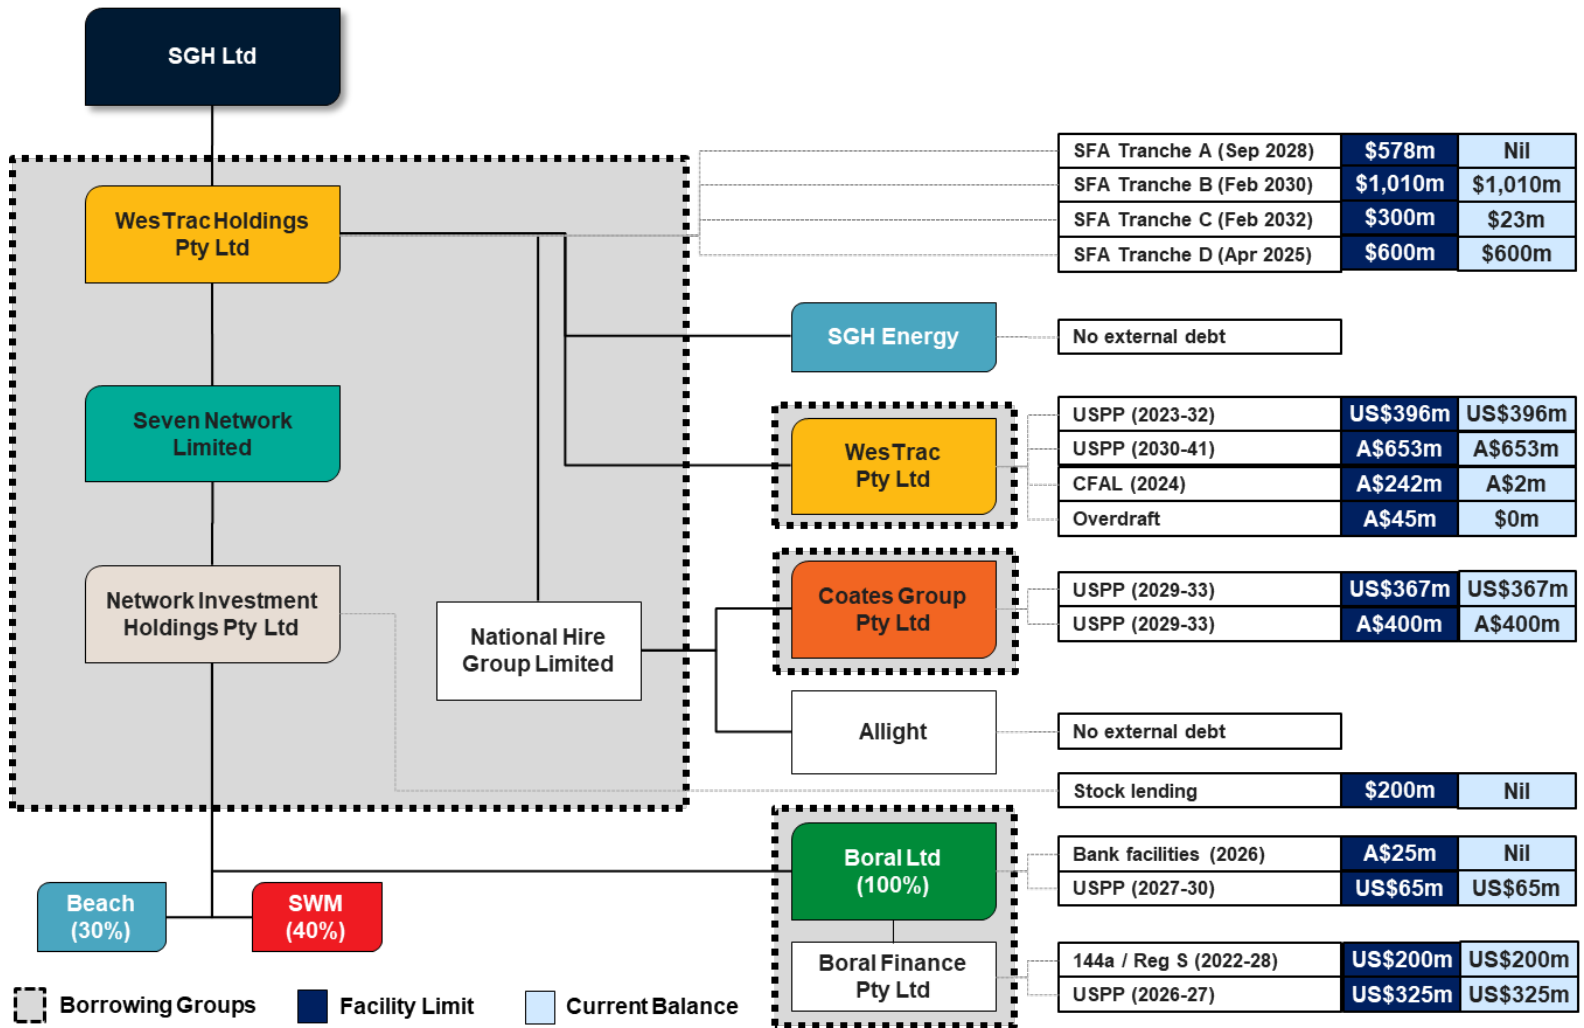 SGH Ltd
SFA Tranche A (Sep 2028) $578m Nil
SFA Tranche B (Feb 2030) $1,010m $1,010m
SFA Tranche C (Feb 2032) $300m $23m
SFA Tranche D (Apr 2025) $600m $600m
WesTrac Holdings
Pty Ltd
SGH Energy
No external debt
Seven Network
Limited
WesTrac
Pty Ltd
USPP (2023-32) US$396m US$396m
USPP (2030-41) A$653m A$653m
CFAL (2024) A$242m A$2m
Overdraft A$45m $0m
Network Investment
Holdings Pty Ltd
National Hire
Group Limited
Coates Group
Pty Ltd
USPP (2029-33) US$367m US$367m
USPP (2029-33) A$400m A$400m
Allight
No external debt
Stock lending $200m Nil
Boral Ltd
(100%)
Bank facilities (2026) A$25m Nil
USPP (2027-30) US$65m US$65m
Beach
(30%)
SWM
(40%)
Boral Finance
Pty Ltd
144a / Reg S (2022-28) US$200m US$200m
USPP (2026-27) US$325m US$325m
Borrowing Groups
Facility Limit
Current Balance